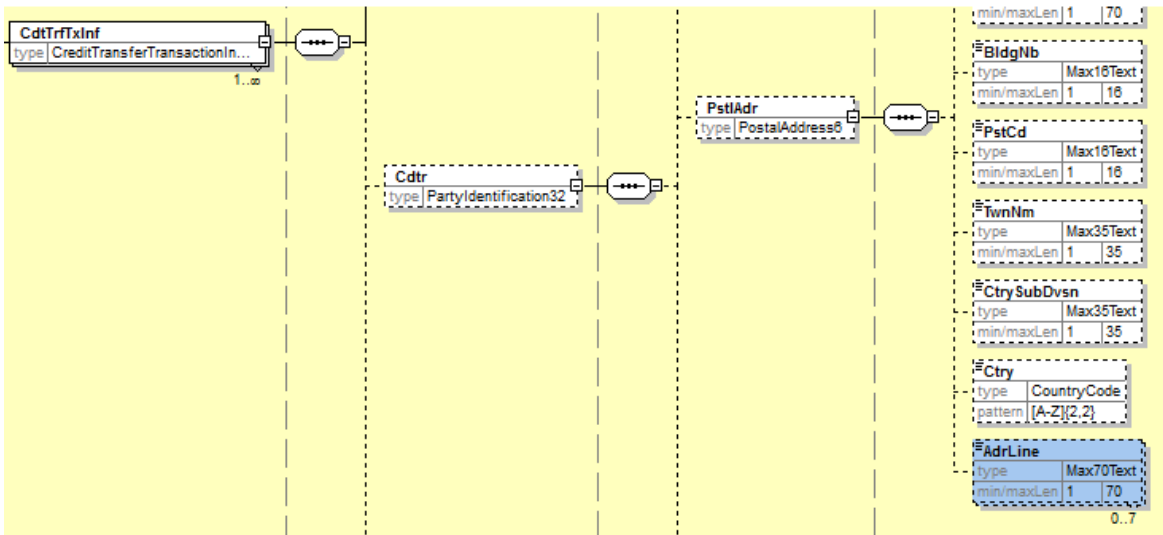 CdtTrfTxInf
type CreditTransferTransactionIn...
1..∞
Cdtr
type PartyIdentification32
PstlAdr
type PostalAddress6
min/maxLen 1 70
BldgNb
type Max16Text
min/maxLen 1 16
PstCd
type Max16Text
min/maxLen 1 16
TwnNm
type Max35Text
min/maxLen 1 35
CtrySubDvsn
type Max35Text
min/maxLen 1 35
Ctry
type CountryCode
pattern [A-Z]{2,2}
AdrLine
type Max70Text
min/maxLen 1 70
0..7